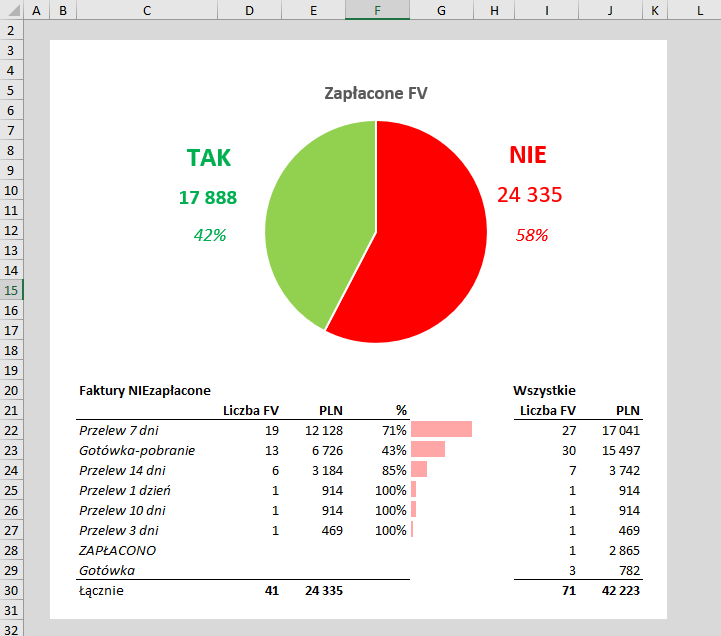 A B C D E F G H I J K L
2
3
4
5 Zapłacone FV
6
7
8 TAK NIE
9
10 17 888 24 335
11
12 42% 58%
13
14
15
16
17
18
19
20 Faktury NIEzapłacone Wszystkie
21 Liczba FV PLN % Liczba FV PLN
22 Przelew 7 dni 19 12 128 71% 27 17 041
23 Gotówka-pobranie 13 6 726 43% 30 15 497
24 Przelew 14 dni 6 3 184 85% 7 3 742
25 Przelew 1 dzień 1 914 100% 1 914
26 Przelew 10 dni 1 914 100% 1 914
27 Przelew 3 dni 1 469 100% 1 469
28 ZAPŁACONO 1 2 865
29 Gotówka 3 782
30 Łącznie 41 24 335 71 42 223
31
32